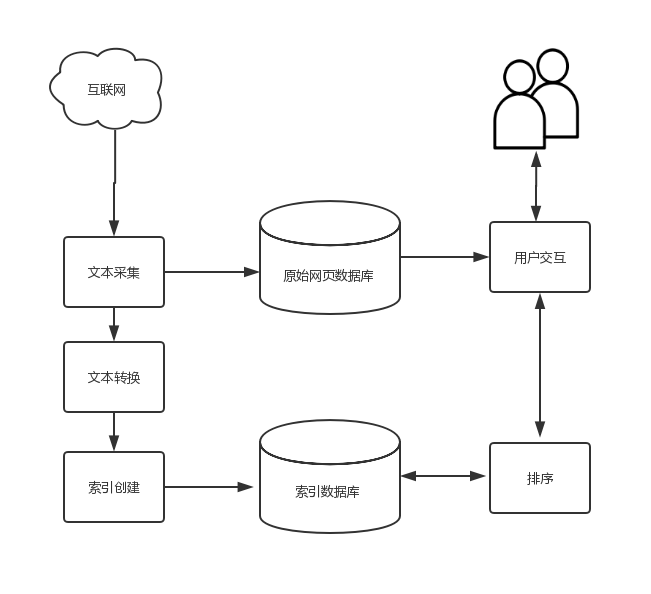 互联网
文本采集
原始网页数据库
用户交互
文本转换
索引创建
索引数据库
排序